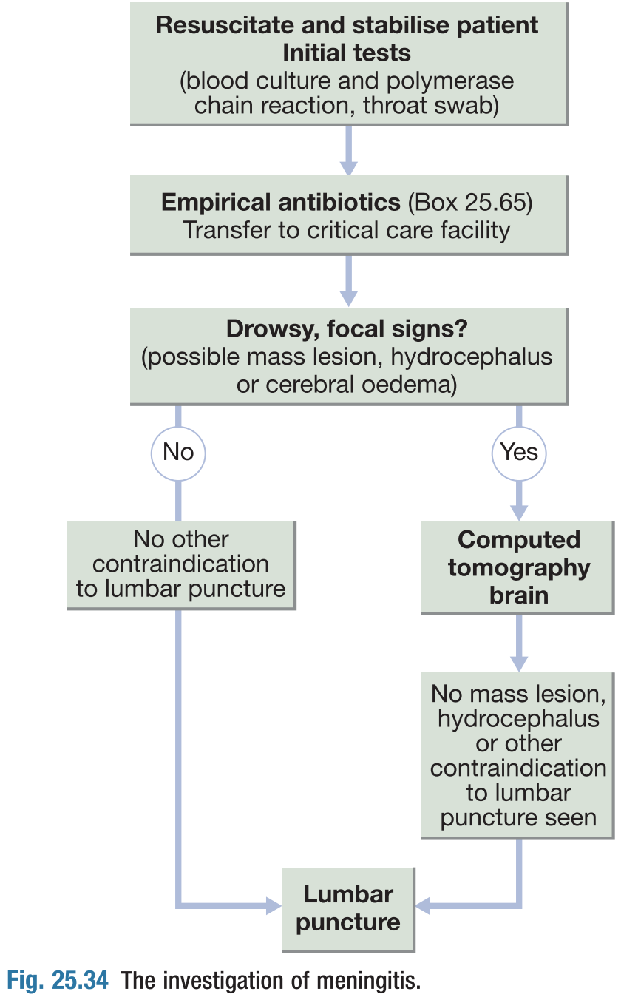 Resuscitate and stabilise patient
Initial tests
(blood culture and polymerase
chain reaction, throat swab)
Empirical antibiotics (Box 25.65)
Transfer to critical care facility
Drowsy, focal signs?
(possible mass lesion, hydrocephalus
or cerebral oedema)
No
Yes
No other
contraindication
to lumbar puncture
Computed
tomography
brain
No mass lesion,
hydrocephalus
or other
contraindication
to lumbar
puncture seen
Lumbar
puncture
Fig. 25.34 The investigation of meningitis.